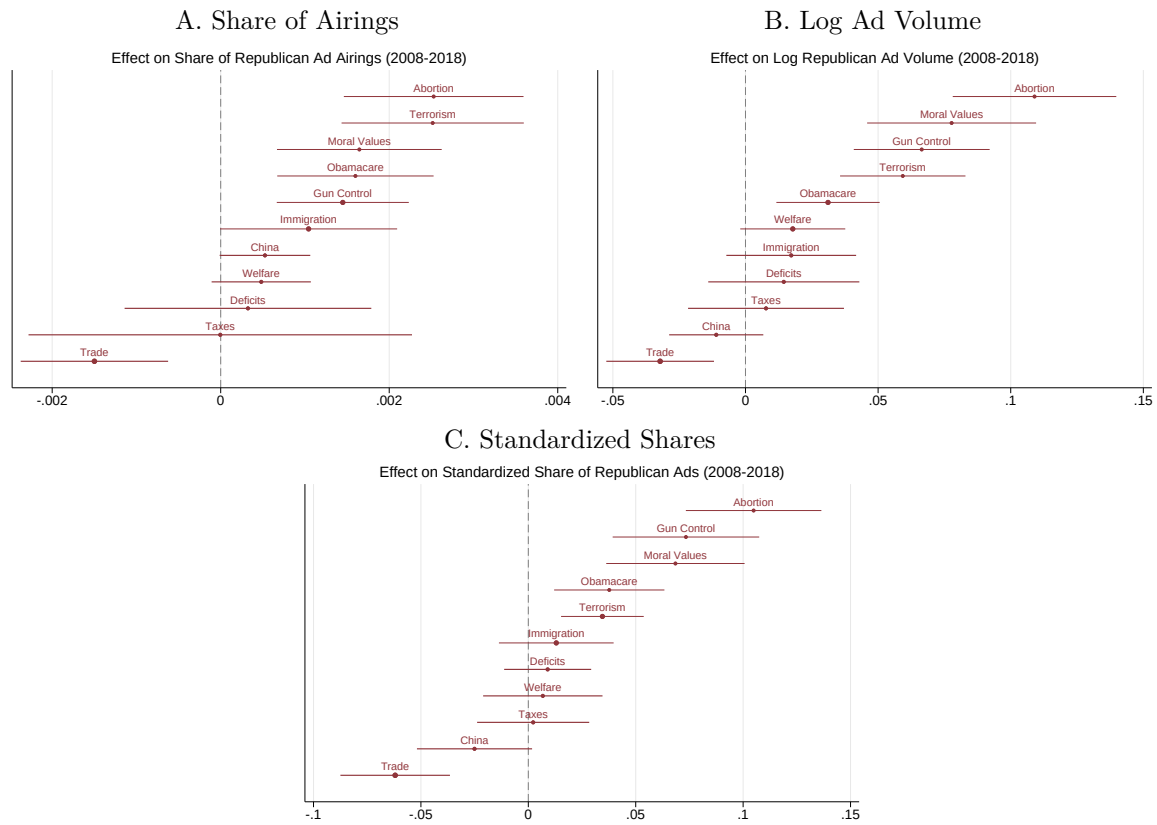 A. Share of Airings
Effect on Share of Republican Ad Airings (2008-2018)
Abortion
Terrorism
Moral Values
Obamacare
Gun Control
Immigration
China
Welfare
Deficits
Taxes
Trade
-.002 0 .002 .004
B. Log Ad Volume
Effect on Log Republican Ad Volume (2008-2018)
Abortion
Moral Values
Gun Control
Terrorism
Obamacare
Welfare
Immigration
Deficits
Taxes
China
Trade
-.05 0 .05 .1 .15
C. Standardized Shares
Effect on Standardized Share of Republican Ads (2008-2018)
Abortion
Gun Control
Moral Values
Obamacare
Terrorism
Immigration
Deficits
Welfare
Taxes
China
Trade
-.1 -.05 0 .05 .1 .15